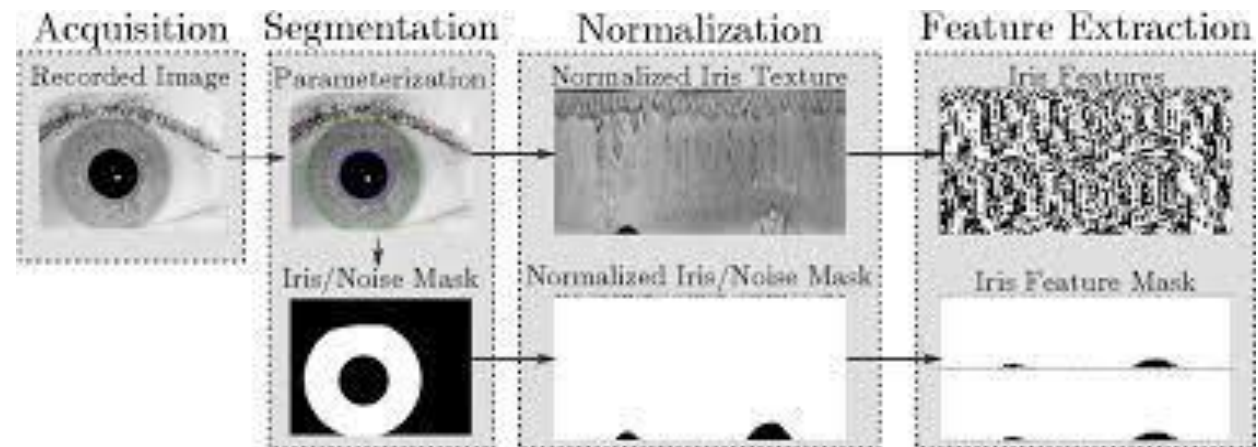 Acquisition
Segmentation
Normalization
Feature Extraction
Recorded Image
Parameterization
Normalized Iris Texture
Iris Features
Iris/Noise Mask
Normalized Iris/Noise Mask
Iris Feature Mask